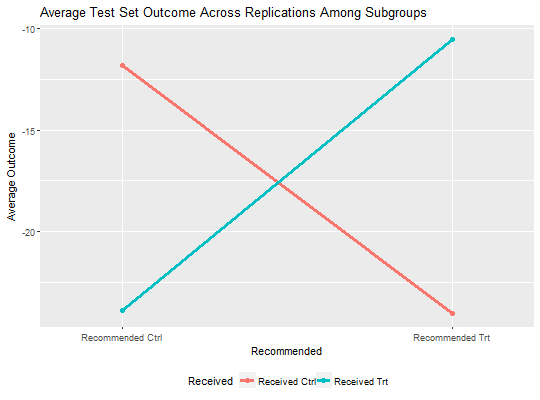 Average Test Set Outcome Across Replications Among Subgroups
-10
-15
-20
Average Outcome
Recommended Ctrl Recommended Trt
Recommended
Received Received Ctrl Received Trt